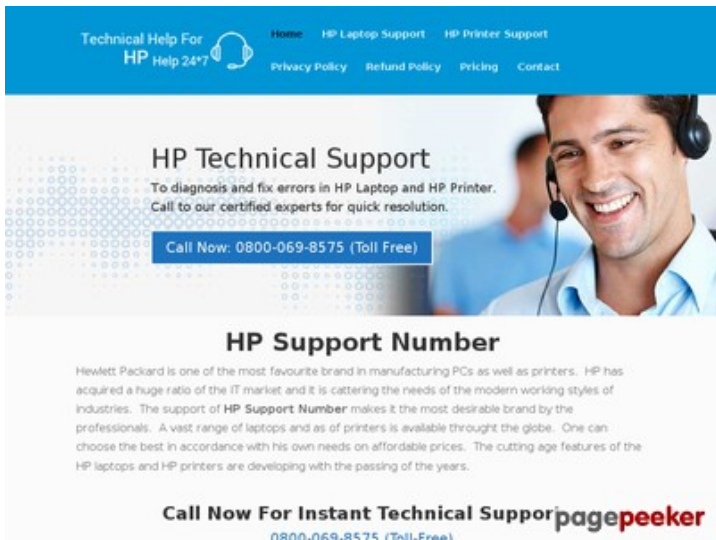 Technical Help For
HP Help 24*7
Home HP Laptop Support HP Printer Support
Privacy Policy Refund Policy Pricing Contact
HP Technical Support
To diagnosis and fix errors in HP Laptop and HP Printer.
Call to our certified experts for quick resolution.
Call Now: 0800-069-8575 (Toll Free)
HP Support Number
Hewlett Packard is one of the most favourite brand in manufacturing PCs as well as printers. HP has
acquired a huge ratio of the IT market and it is cattering the needs of the modern working styles of
industries. The support of HP Support Number makes it the most desirable brand by the
professionals. A vast range of laptops and as of printers is available throught the globe. One can
choose the best in accordance with his own needs on affordable prices. The cutting age features of the
HP laptops and HP printers are developing with the passing of the years.
Call Now For Instant Technical Suppor
pagepeeker
0800-069-8575 (Toll-Free)